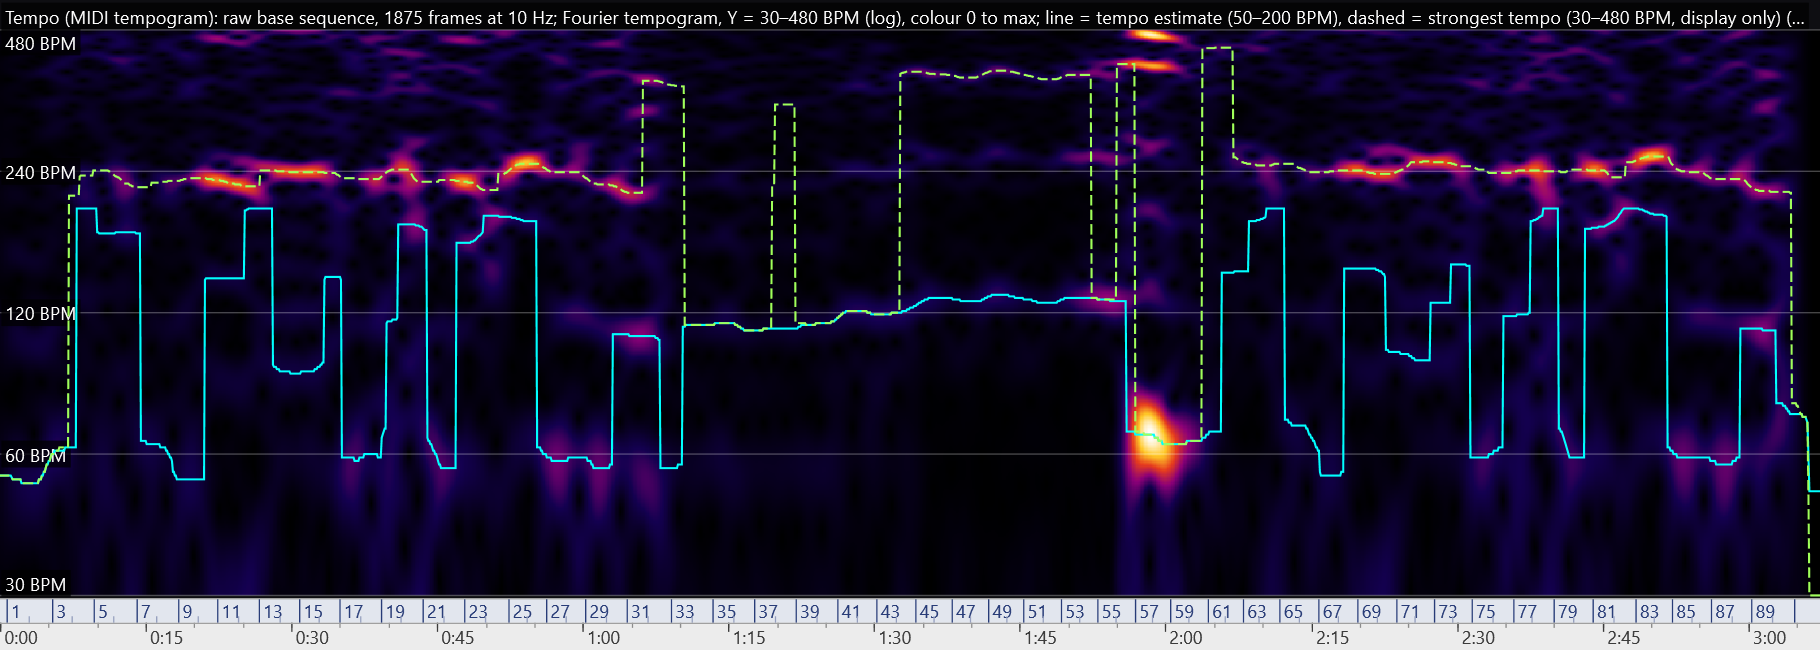 Tempo (MIDI tempogram): raw base sequence, 1875 frames at 10 Hz; Fourier tempogram, Y = 30–480 BPM (log), colour 0 to max; line = tempo estimate (50–200 BPM), dashed = strongest tempo (30–480 BPM, display only) (...
480 BPM
240 BPM
120 BPM
60 BPM
30 BPM
1 3 5 7 9 11 13 15 17 19 21 23 25 27 29 31 33 35 37 39 41 43 45 47 49 51 53 55 57 59 61 63 65 67 69 71 73 75 77 79 81 83 85 87 89
0:00 0:15 0:30 0:45 1:00 1:15 1:30 1:45 2:00 2:15 2:30 2:45 3:00